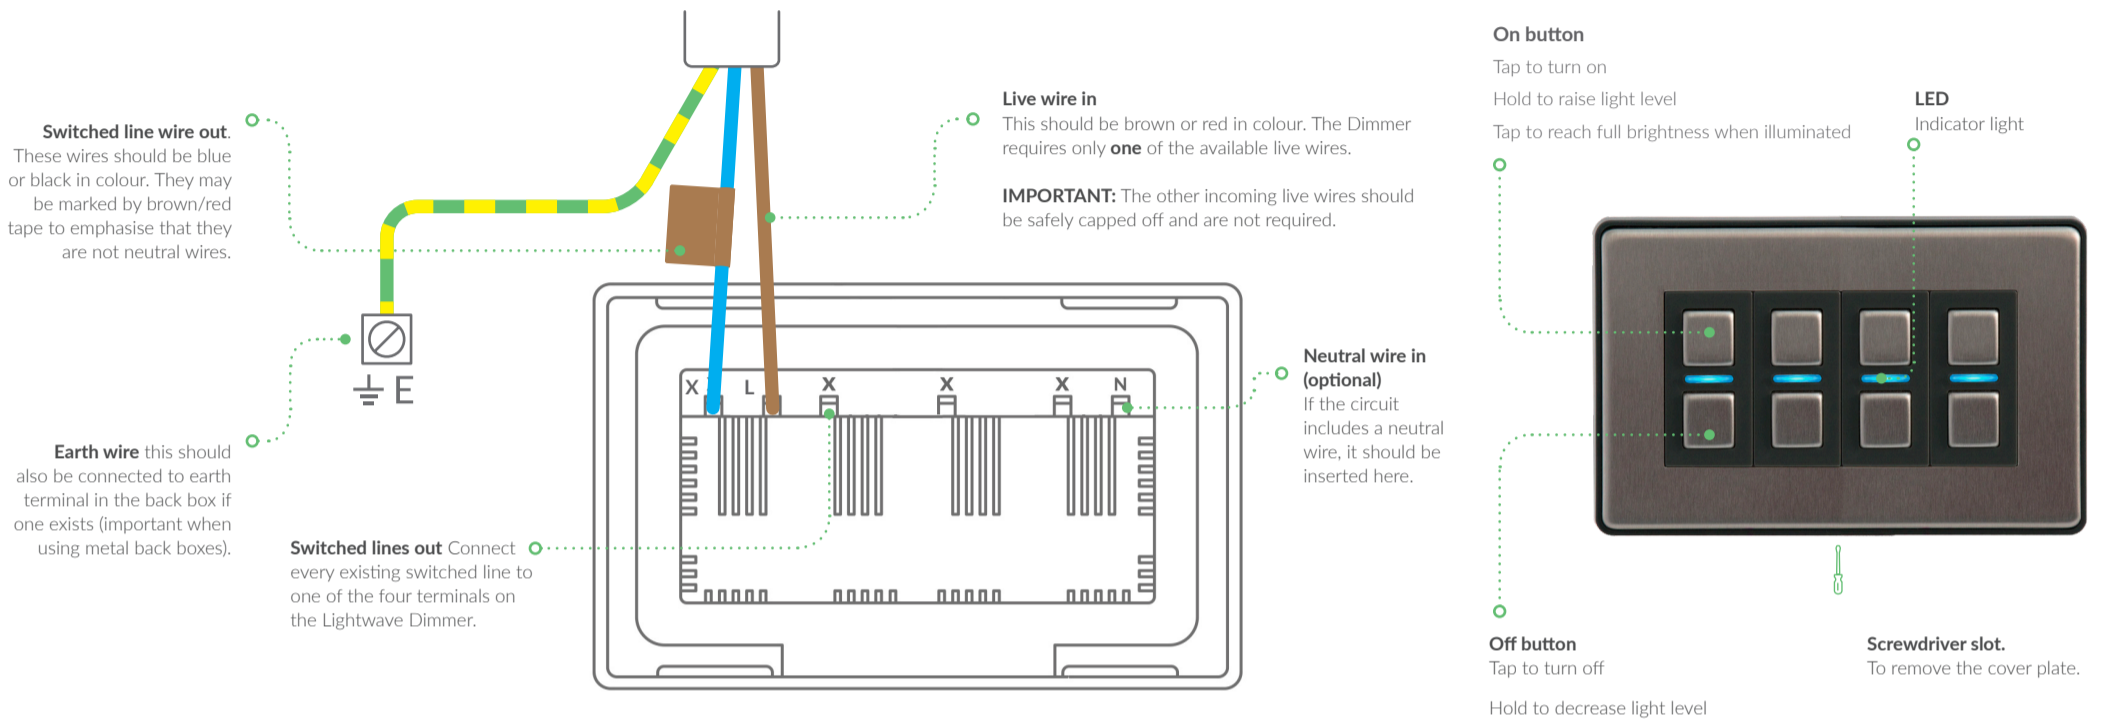 Switched line wire out.
These wires should be blue
or black in colour. They may
be marked by brown/red
tape to emphasise that they
are not neutral wires.
E
Earth wire this should
also be connected to earth
terminal in the back box if
one exists (important when
using metal back boxes).
Switched lines out Connect
every existing switched line to
one of the four terminals on
the Lightwave Dimmer.
Live wire in
This should be brown or red in colour. The Dimmer
requires only one of the available live wires.
IMPORTANT: The other incoming live wires should
be safely capped off and are not required.
X L X X X N
Neutral wire in
(optional)
If the circuit
includes a neutral
wire, it should be
inserted here.
On button
Tap to turn on
Hold to raise light level
Tap to reach full brightness when illuminated
LED
Indicator light
Off button
Tap to turn off
Hold to decrease light level
Screwdriver slot.
To remove the cover plate.